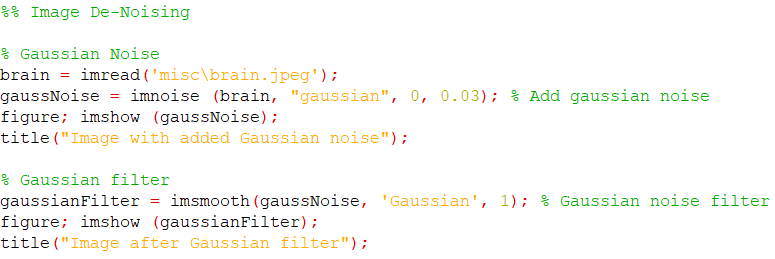 %% Image De-Noising
% Gaussian Noise
brain = imread('misc\brain.jpeg');
gaussNoise = imnoise (brain, "gaussian", 0, 0.03); % Add gaussian noise
figure; imshow (gaussNoise);
title("Image with added Gaussian noise");
% Gaussian filter
gaussianFilter = imsmooth(gaussNoise, 'Gaussian', 1); % Gaussian noise filter
figure; imshow (gaussianFilter);
title("Image after Gaussian filter");